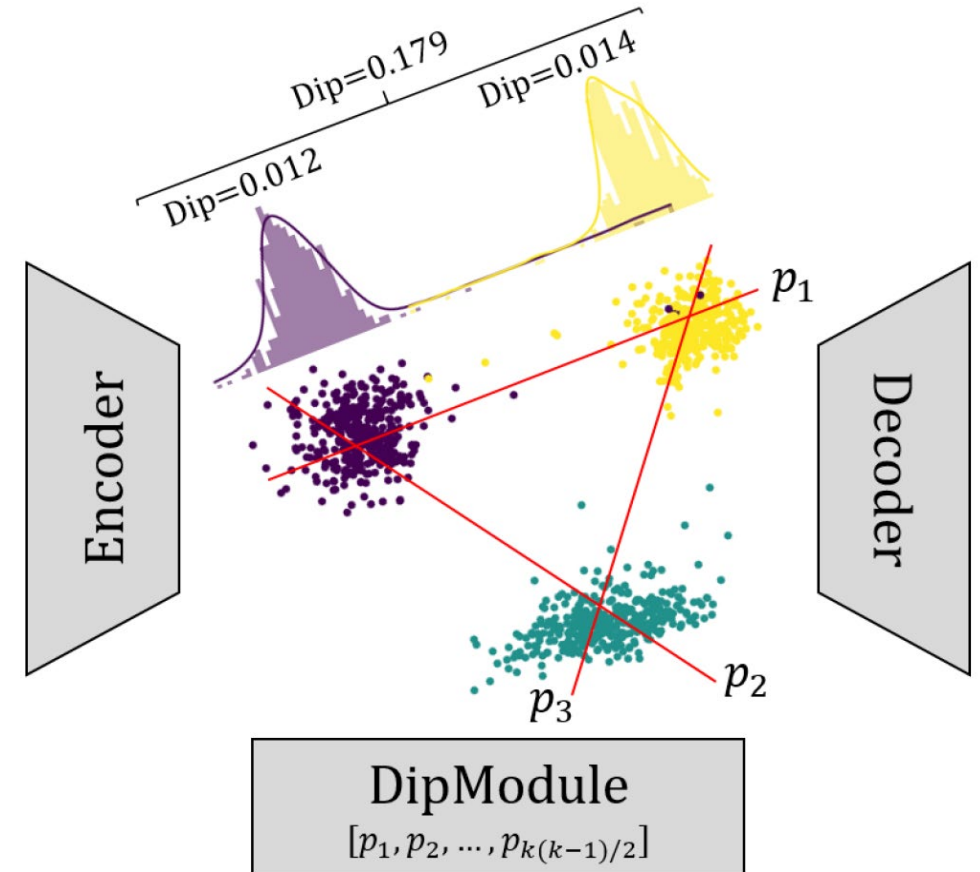 Dip=0.179
Dip=0.014
Dip=0.012
p₁
Encoder
Decoder
p₂
p₃
DipModule
[p₁, p₂, ..., pₖ₍ₖ₋₁₎/₂]